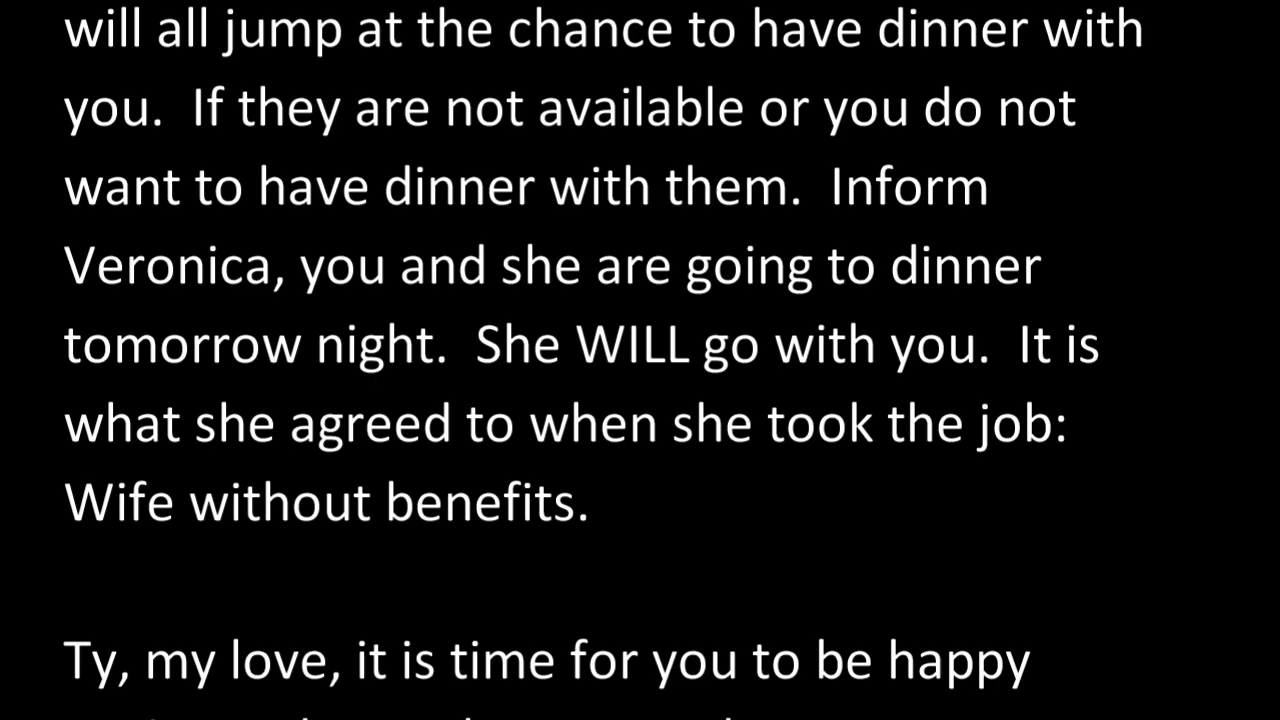 will all jump at the chance to have dinner with
you.  If they are not available or you do not
want to have dinner with them.  Inform
Veronica, you and she are going to dinner
tomorrow night.  She WILL go with you.  It is
what she agreed to when she took the job:
Wife without benefits.
Ty, my love, it is time for you to be happy